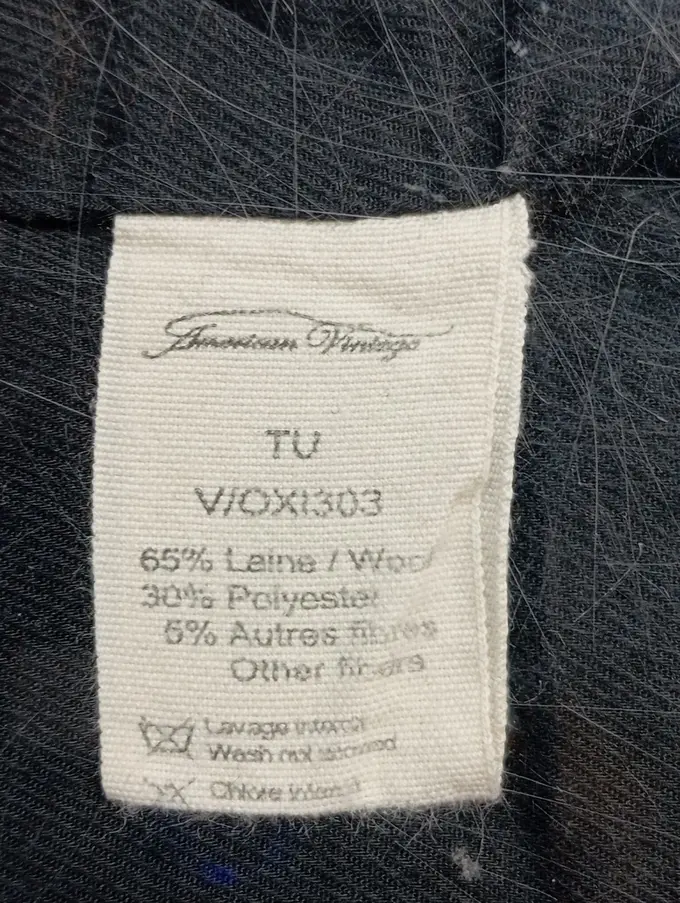 American Vintage
TU
V/OXI303
65% Laine / Wool
30% Polyester
5% Autres fibres
Other fibers
Lavage interdit
Wash not allowed
Chlore interdit